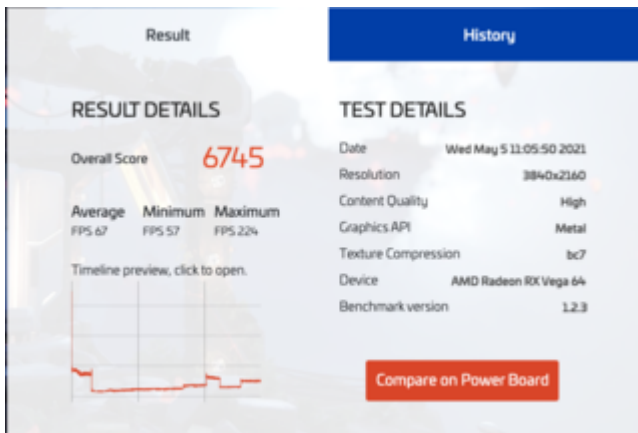 Result
History
RESULT DETAILS
Overall Score 6745
Average Minimum Maximum
FPS 67 FPS 57 FPS 224
Timeline preview, click to open.
TEST DETAILS
Date Wed May 5 11:05:50 2021
Resolution 3840x2160
Content Quality High
Graphics API Metal
Texture Compression bc7
Device AMD Radeon RX Vega 64
Benchmark version 1.2.3
Compare on Power Board